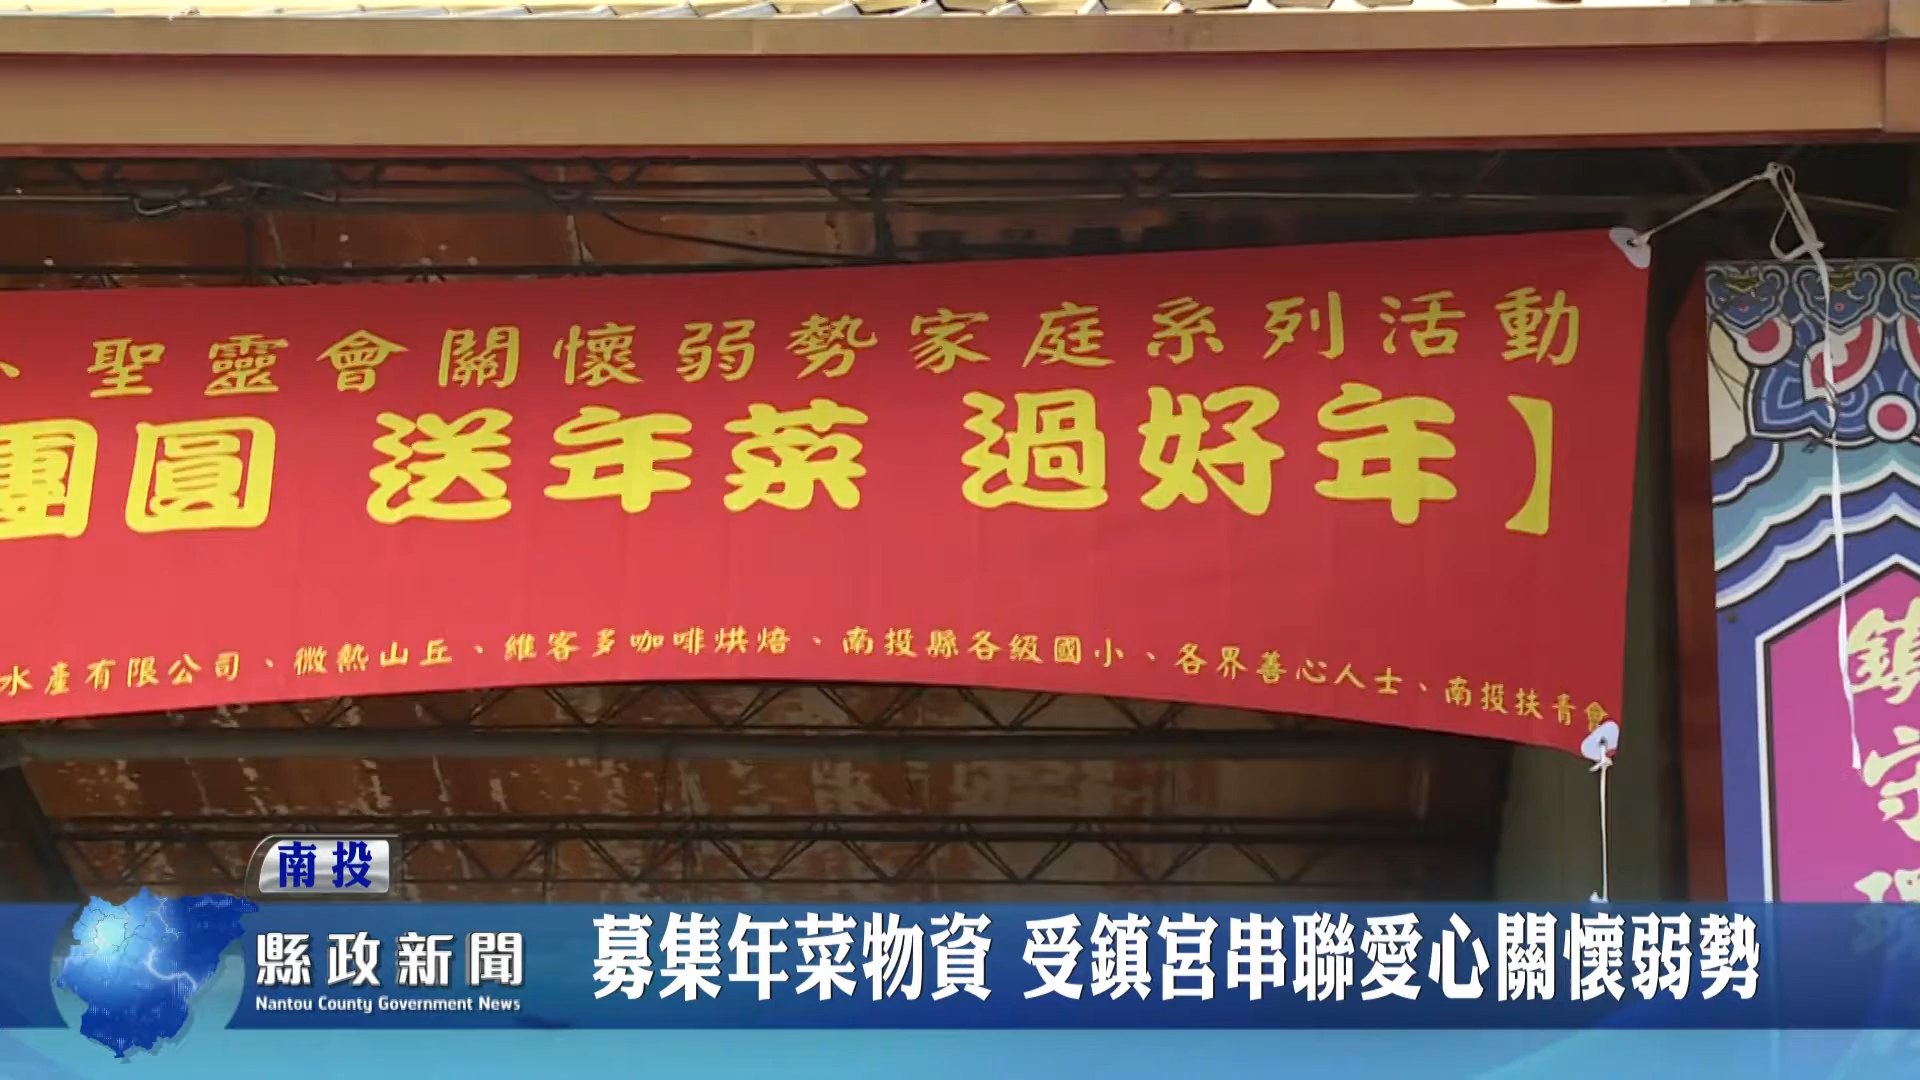 、聖靈會關懷弱勢家庭系列活動
團圓 送年菜 過好年】
水產有限公司、微熱山丘、維客多咖啡烘焙、南投縣各級國小、各界善心人士、南投扶青會
鎮
守
南投
縣政新聞
Nantou County Government News
募集年菜物資 受鎮宮串聯愛心關懷弱勢